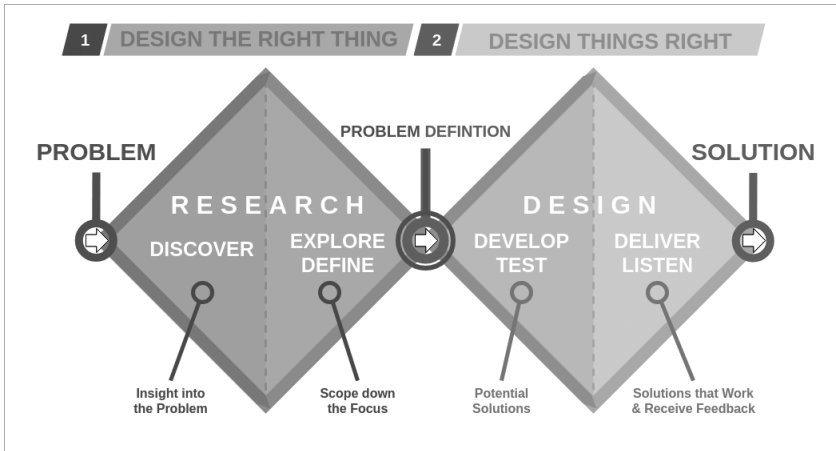 1 DESIGN THE RIGHT THING 2 DESIGN THINGS RIGHT
PROBLEM DEFINTION
PROBLEM
SOLUTION
RESEARCH
DESIGN
DISCOVER
EXPLORE
DEFINE
DEVELOP
TEST
DELIVER
LISTEN
Insight into
the Problem
Scope down
the Focus
Potential
Solutions
Solutions that Work
& Receive Feedback